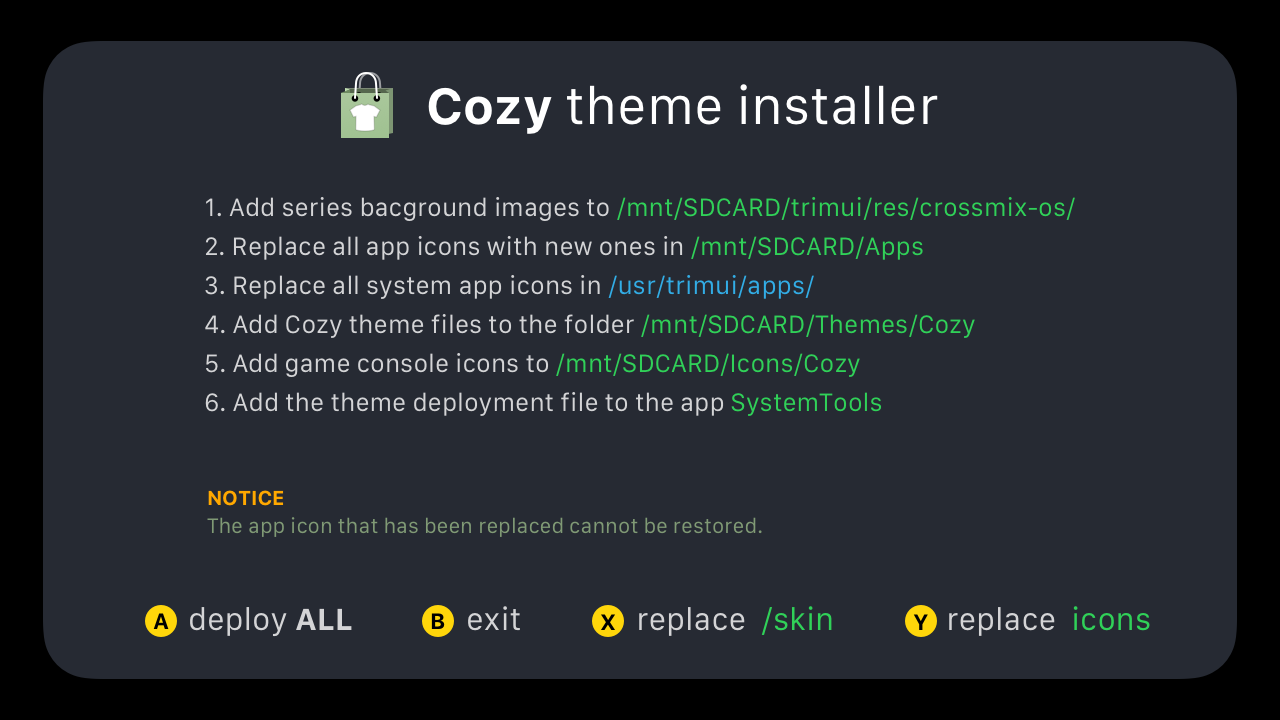 Cozy theme installer
1. Add series bacground images to /mnt/SDCARD/trimui/res/crossmix-os/
2. Replace all app icons with new ones in /mnt/SDCARD/Apps
3. Replace all system app icons in /usr/trimui/apps/
4. Add Cozy theme files to the folder /mnt/SDCARD/Themes/Cozy
5. Add game console icons to /mnt/SDCARD/Icons/Cozy
6. Add the theme deployment file to the app SystemTools
NOTICE
The app icon that has been replaced cannot be restored.
A deploy ALL B exit X replace /skin Y replace icons